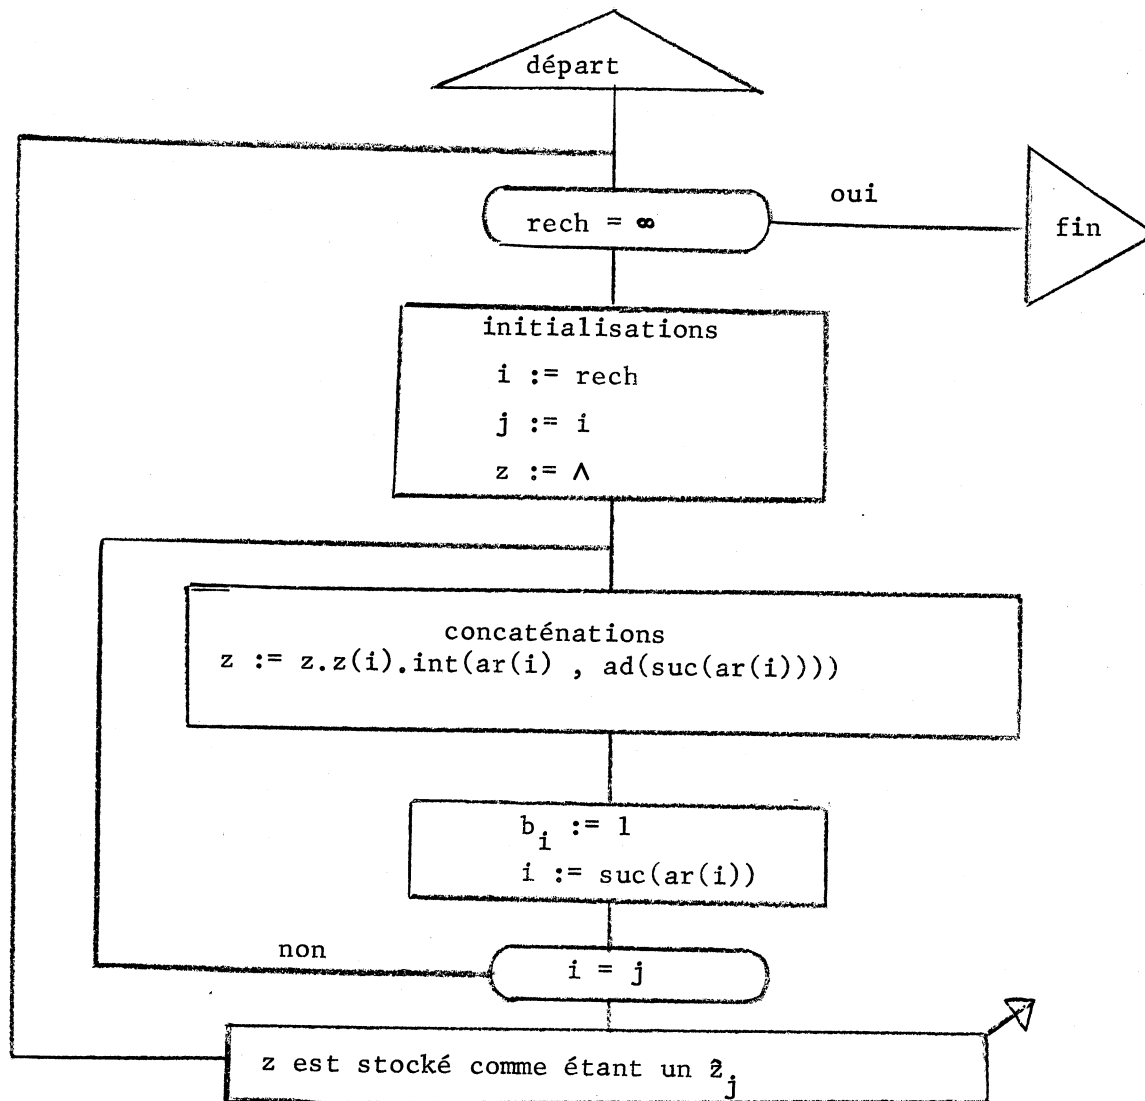 départ
oui
rech = ∞
fin
initialisations
i := rech
j := i
z := Λ
concaténations
z := z.z(i).int(ar(i) , ad(suc(ar(i))))
b_i := 1
i := suc(ar(i))
non
i = j
z est stocké comme étant un ẑ_j